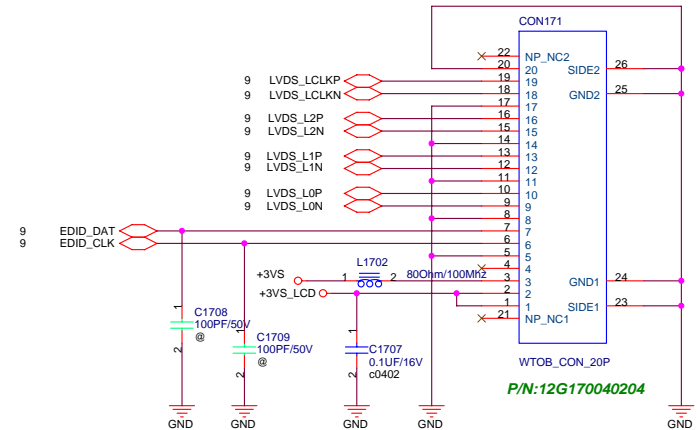 CON171
22 NP_NC2
20 20 SIDE2 26
9 LVDS_LCLKP 19 19
9 LVDS_LCLKN 18 18 GND2 25
17 17
9 LVDS_L2P 16 16
9 LVDS_L2N 15 15
14 14
9 LVDS_L1P 13 13
9 LVDS_L1N 12 12
11 11
9 LVDS_L0P 10 10
9 LVDS_L0N 9 9
8 8
9 EDID_DAT 7 7
9 EDID_CLK 6 6
5 5
L1702
4 4
+3VS 1 2 80Ohm/100Mhz 3 3 GND1 24
+3VS_LCD 2 2
1 1 SIDE1 23
21 NP_NC1
1 C1708
100PF/50V
2 @
1 C1709
100PF/50V
2 @
1 C1707
0.1UF/16V
2 c0402
WTOB_CON_20P
P/N:12G170040204
GND GND GND GND GND